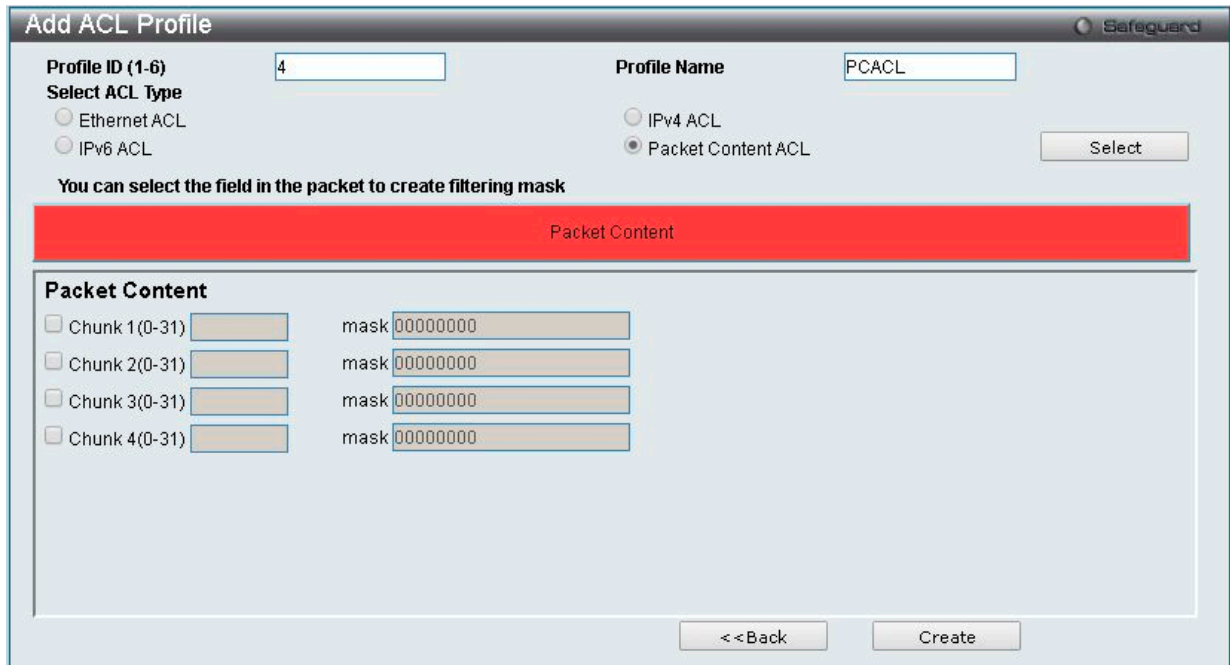 Add ACL Profile
Safeguard
Profile ID (1-6) 4 Profile Name PCACL
Select ACL Type
Ethernet ACL IPv4 ACL
IPv6 ACL Packet Content ACL Select
You can select the field in the packet to create filtering mask
Packet Content
Packet Content
Chunk 1(0-31) mask 00000000
Chunk 2(0-31) mask 00000000
Chunk 3(0-31) mask 00000000
Chunk 4(0-31) mask 00000000
<<Back Create